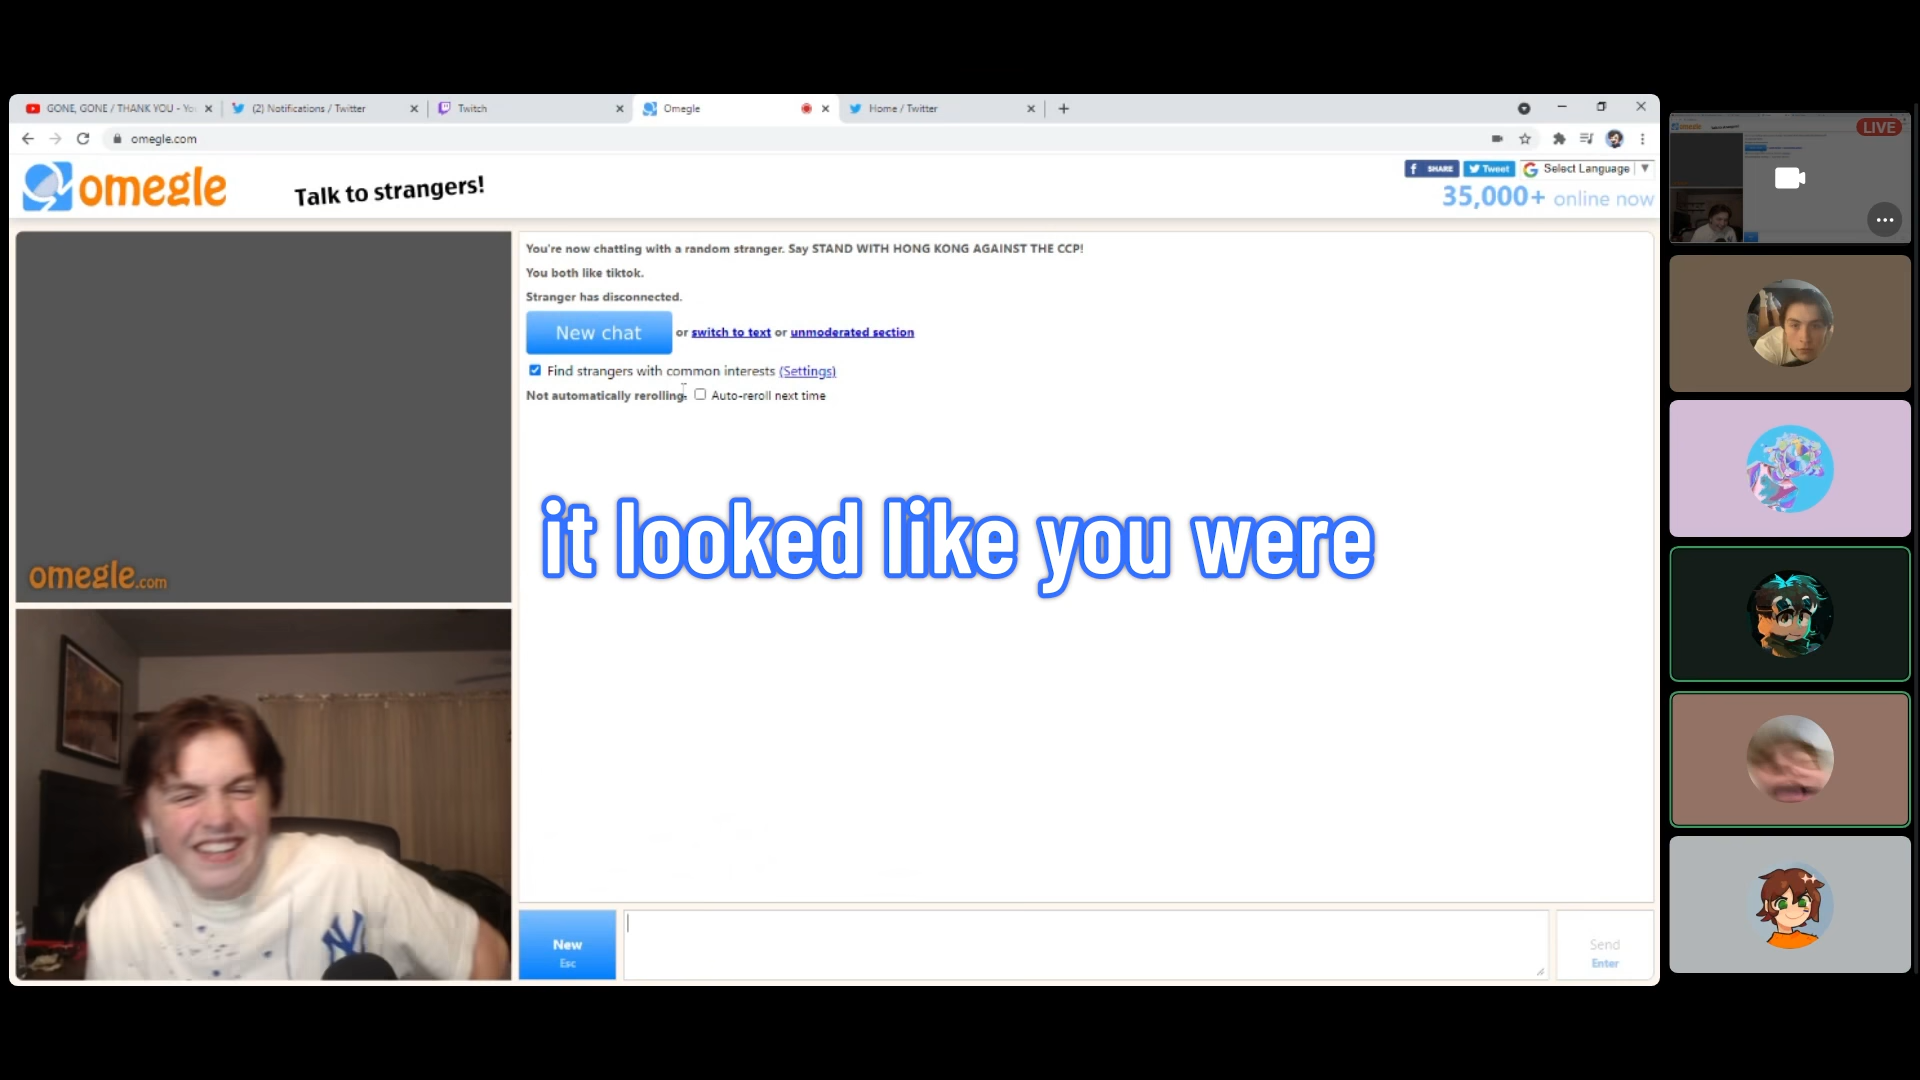 GONE, GONE / THANK YOU - Yo
(2) Notifications / Twitter
Twitch
Omegle
Home / Twitter
omegle.com
omegle
Talk to strangers!
SHARE
Tweet
Select Language
35,000+ online now
LIVE
You're now chatting with a random stranger. Say STAND WITH HONG KONG AGAINST THE CCP!
You both like tiktok.
Stranger has disconnected.
New chat or switch to text or unmoderated section
Find strangers with common interests (Settings)
Not automatically rerolling. Auto-reroll next time
it looked like you were
omegle.com
NY
New
Esc
Send
Enter